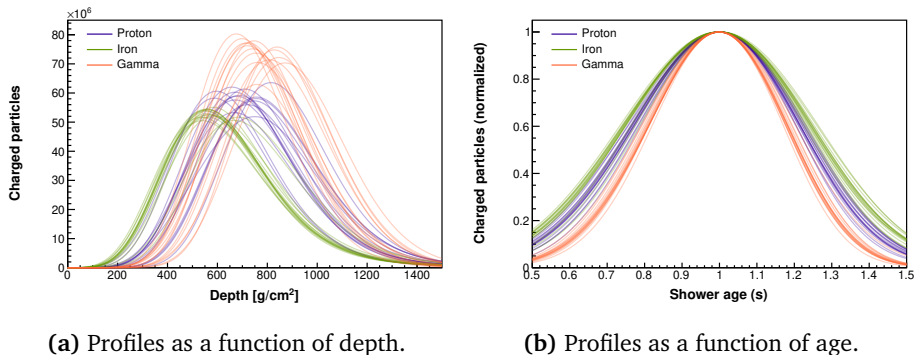 ×10⁶
80
70
60
50
40
30
20
10
0
Charged particles
Proton
Iron
Gamma
0 200 400 600 800 1000 1200 1400
Depth [g/cm²]
(a) Profiles as a function of depth.
1
0.8
0.6
0.4
0.2
0
Charged particles (normalized)
Proton
Iron
Gamma
0.5 0.6 0.7 0.8 0.9 1 1.1 1.2 1.3 1.4 1.5
Shower age (s)
(b) Profiles as a function of age.